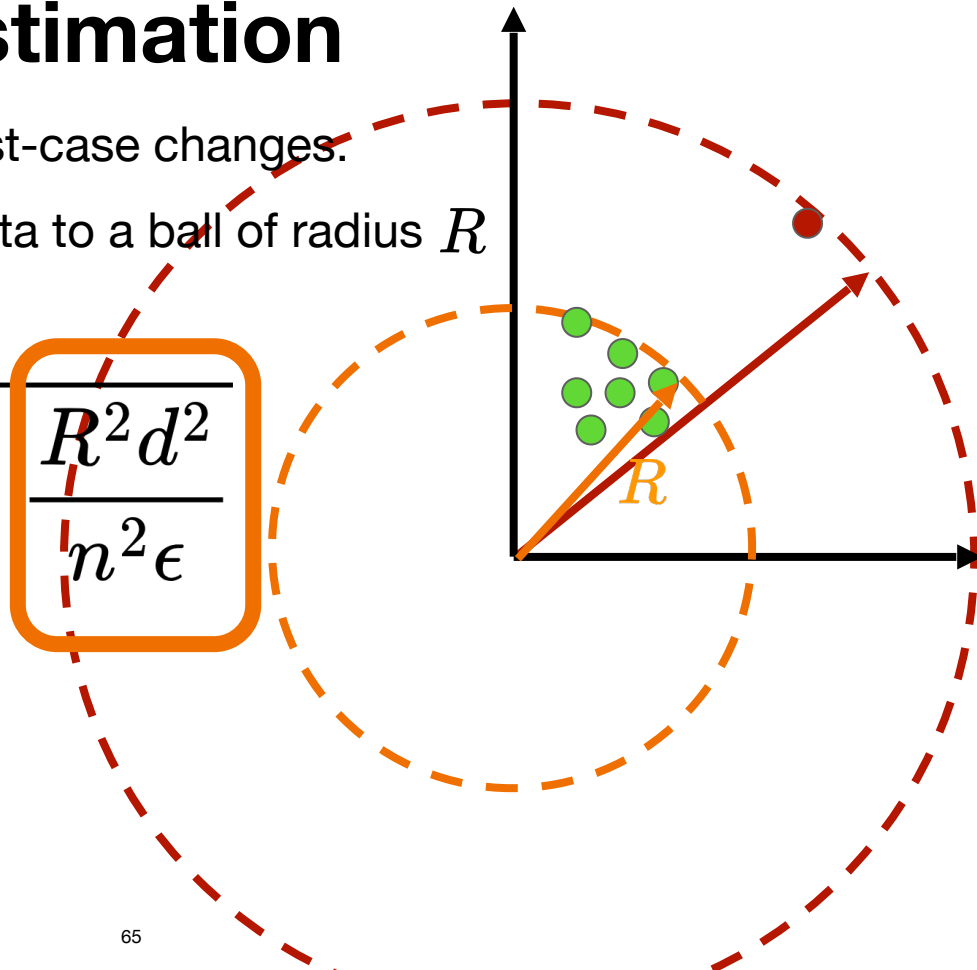 stimation
st-case changes.
ta to a ball of radius R
R²d²
n²ϵ
R
65